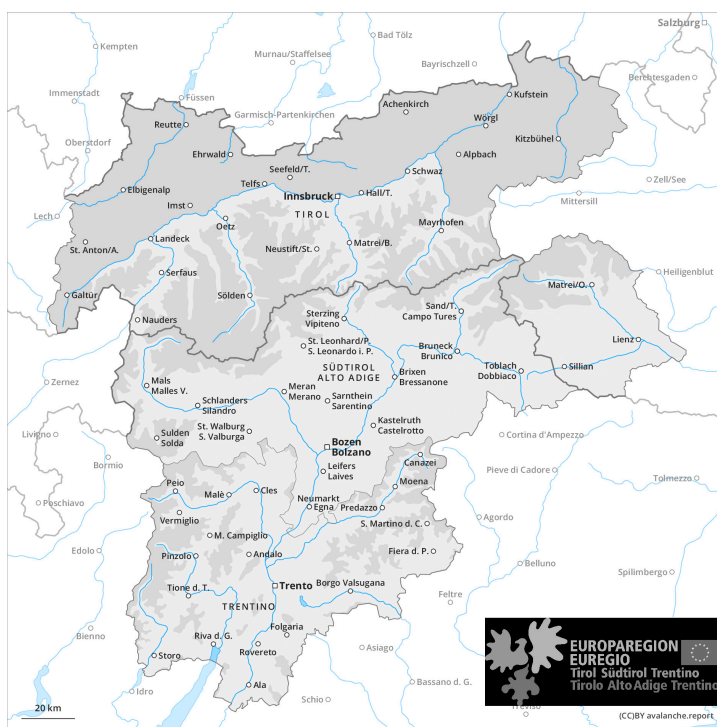 Salzburg
Kempten
Bad Tölz
Murnau/Staffelsee
Bayrischzell
Berchtesgaden
Immenstadt
Füssen
Garmisch-Partenkirchen
Achenkirch
Kufstein
Reutte
Wörgl
Oberstdorf
Ehrwald
Kitzbühel
Alpbach
Seefeld/T.
Schwaz
Zell/See
Elbigenalp
Telfs
Innsbruck
Hall/T.
Mittersill
Imst
TIROL
Lech
Oetz
Mayrhofen
St. Anton/A.
Landeck
Neustift/St.
Matrei/B.
Serfaus
Heiligenblut
Galtür
Sölden
Matrei/O.
Nauders
Sterzing
Vipiteno
Sand/T.
Campo Tures
Lienz
St. Leonhard/P.
S. Leonardo i. P.
Bruneck
Brunico
SÜDTIROL
ALTO ADIGE
Toblach
Dobbiaco
Sillian
Zernez
Mals
Malles V.
Meran
Merano
Brixen
Bressanone
Schlanders
Silandro
Sarnthein
Sarentino
Livigno
St. Walburg
S. Valburga
Kastelruth
Castelrotto
Sulden
Solda
Bozen
Bolzano
Cortina d'Ampezzo
Bormio
Canazei
Leifers
Laives
Pieve di Cadore
Tolmezzo
Peio
Malè
Cles
Moena
Poschiavo
Neumarkt
Egna
Predazzo
Vermiglio
Agordo
S. Martino d. C.
M. Campiglio
Edolo
Pinzolo
Andalo
Fiera d. P.
Belluno
Spilimbergo
Tione d. T.
Trento
Borgo Valsugana
Feltre
TRENTINO
Bienno
Folgaria
Riva d. G.
Rovereto
Asiago
Storo
EUROPAREGION
EUREGIO
Tirol Südtirol Trentino
Tirolo Alto Adige Trentino
Ala
Bassano d. G.
Idro
Schio
Treviso
20 km
(CC)BY avalanche.report